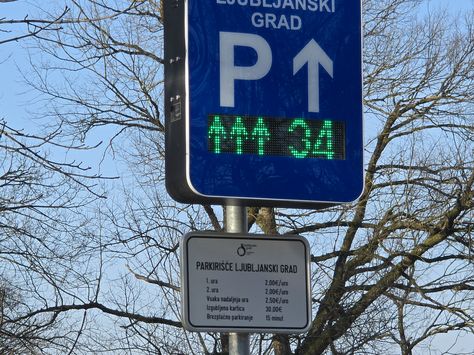 LJUBLJANSKI
GRAD
P ↑
↑↑↑ 34
PARKIRIŠČE LJUBLJANSKI GRAD
1. ura 2,00€/uro
2. ura 2,00€/uro
Vsaka nadaljnja ura 2,50€/uro
Izgubljena kartica 30,00€
Brezplačno parkiranje 15 minut